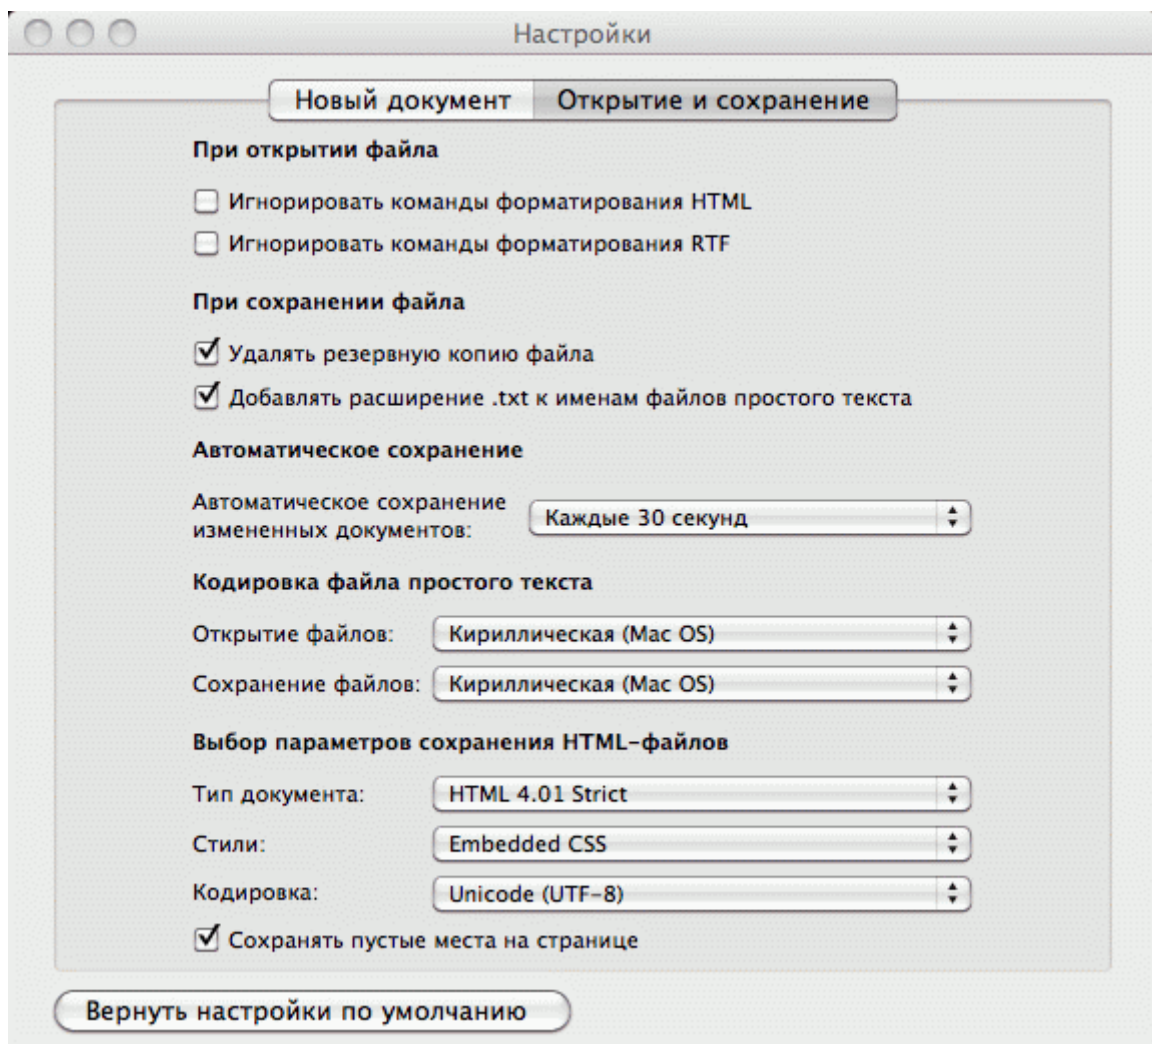 Настройки
Новый документ Открытие и сохранение
При открытии файла
Игнорировать команды форматирования HTML
Игнорировать команды форматирования RTF
При сохранении файла
Удалять резервную копию файла
Добавлять расширение .txt к именам файлов простого текста
Автоматическое сохранение
Автоматическое сохранение
измененных документов: Каждые 30 секунд
Кодировка файла простого текста
Открытие файлов: Кириллическая (Mac OS)
Сохранение файлов: Кириллическая (Mac OS)
Выбор параметров сохранения HTML-файлов
Тип документа: HTML 4.01 Strict
Стили: Embedded CSS
Кодировка: Unicode (UTF-8)
Сохранять пустые места на странице
Вернуть настройки по умолчанию